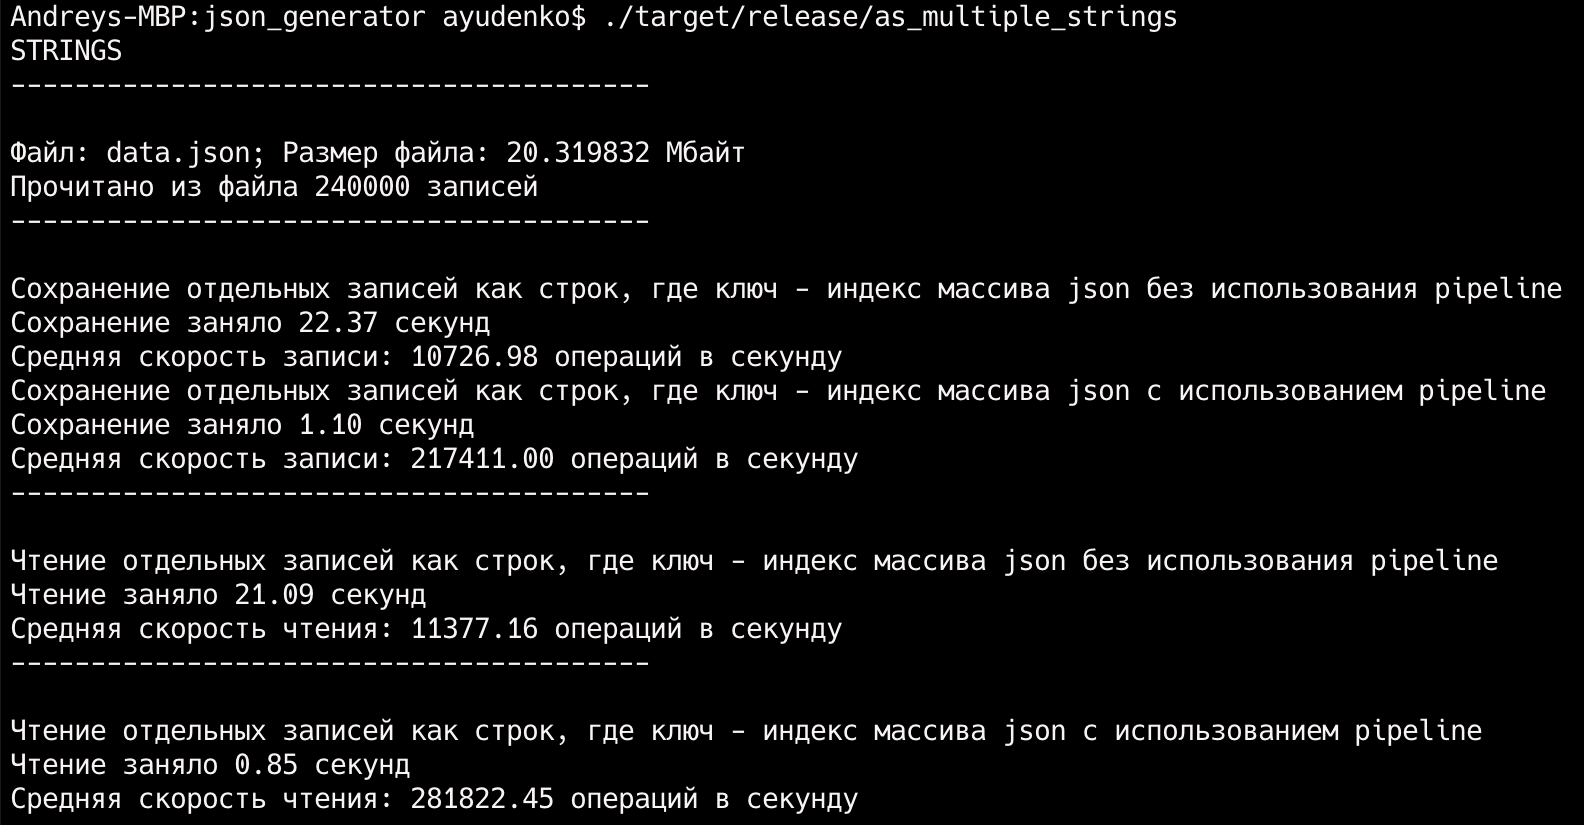 Andreys-MBP:json_generator ayudenko$ ./target/release/as_multiple_strings
STRINGS
----------------------------------------
Файл: data.json; Размер файла: 20.319832 Мбайт
Прочитано из файла 240000 записей
----------------------------------------
Сохранение отдельных записей как строк, где ключ - индекс массива json без использования pipeline
Сохранение заняло 22.37 секунд
Средняя скорость записи: 10726.98 операций в секунду
Сохранение отдельных записей как строк, где ключ - индекс массива json с использованием pipeline
Сохранение заняло 1.10 секунд
Средняя скорость записи: 217411.00 операций в секунду
----------------------------------------
Чтение отдельных записей как строк, где ключ - индекс массива json без использования pipeline
Чтение заняло 21.09 секунд
Средняя скорость чтения: 11377.16 операций в секунду
----------------------------------------
Чтение отдельных записей как строк, где ключ - индекс массива json с использованием pipeline
Чтение заняло 0.85 секунд
Средняя скорость чтения: 281822.45 операций в секунду